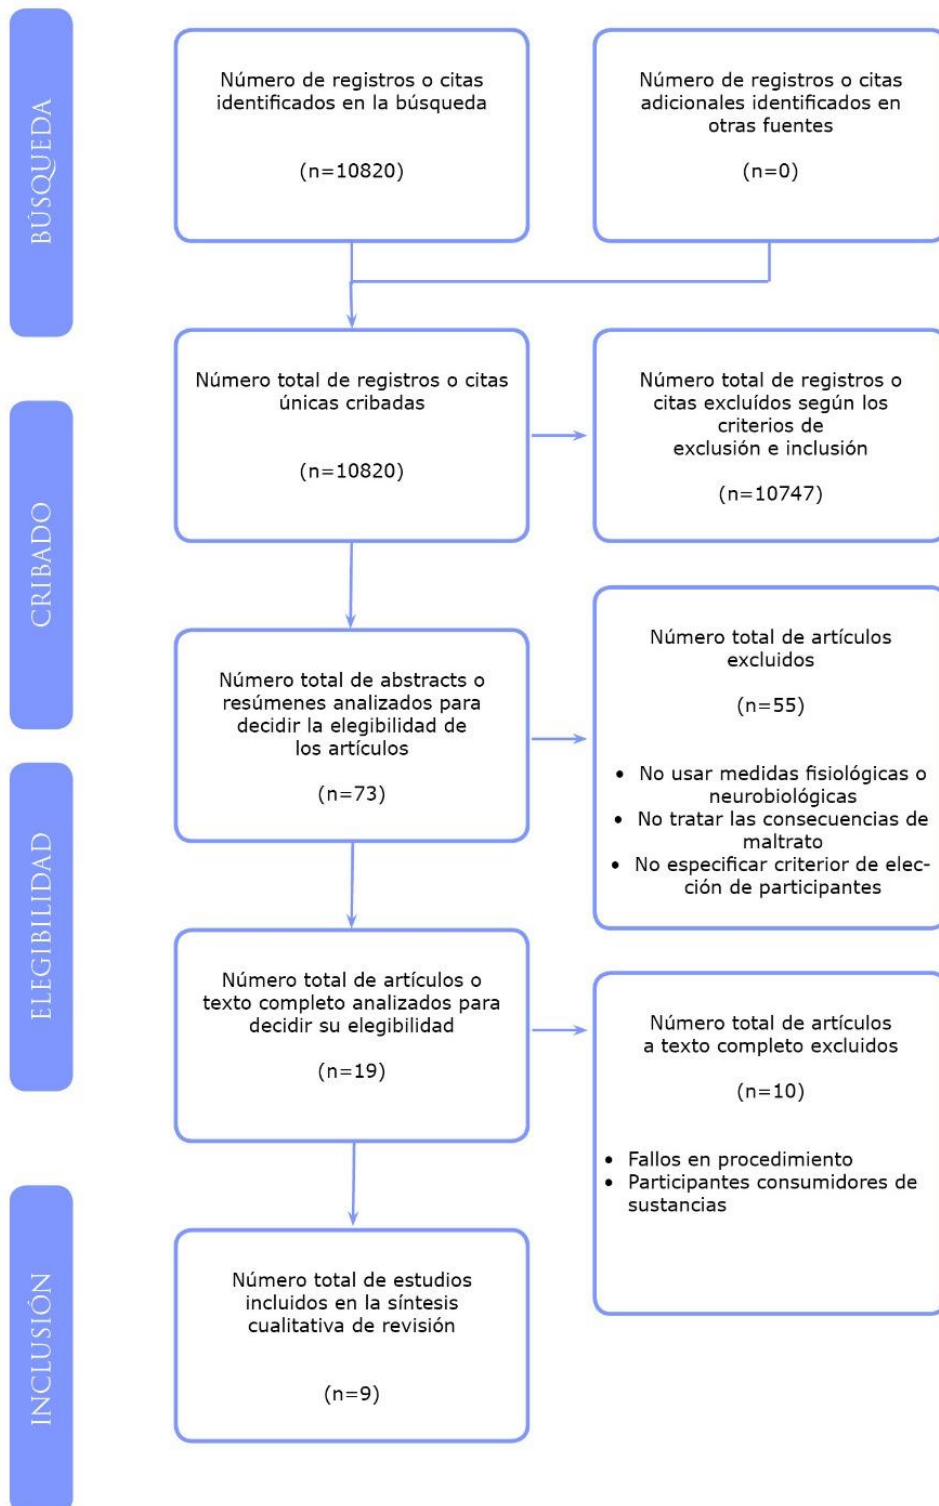 BÚSQUEDA
Número de registros o citas
identificados en la búsqueda
(n=10820)
Número de registros o citas
adicionales identificados en
otras fuentes
(n=0)
CRIBADO
Número total de registros o citas
únicas cribadas
(n=10820)
Número total de registros o
citas excluídos según los
criterios de
exclusión e inclusión
(n=10747)
Número total de abstracts o
resúmenes analizados para
decidir la elegibilidad de
los artículos
(n=73)
Número total de artículos
excluidos
(n=55)
• No usar medidas fisiológicas o
neurobiológicas
• No tratar las consecuencias de
maltrato
• No especificar criterior de elec-
ción de participantes
ELEGIBILIDAD
Número total de artículos o
texto completo analizados para
decidir su elegibilidad
(n=19)
Número total de artículos
a texto completo excluidos
(n=10)
• Fallos en procedimiento
• Participantes consumidores de
sustancias
INCLUSIÓN
Número total de estudios
incluidos en la síntesis
cualitativa de revisión
(n=9)